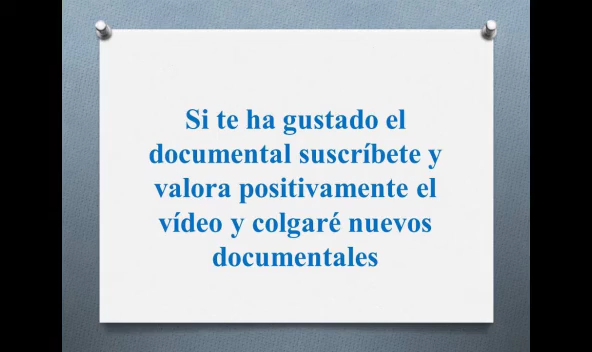 Si te ha gustado el
documental suscríbete y
valora positivamente el
vídeo y colgaré nuevos
documentales